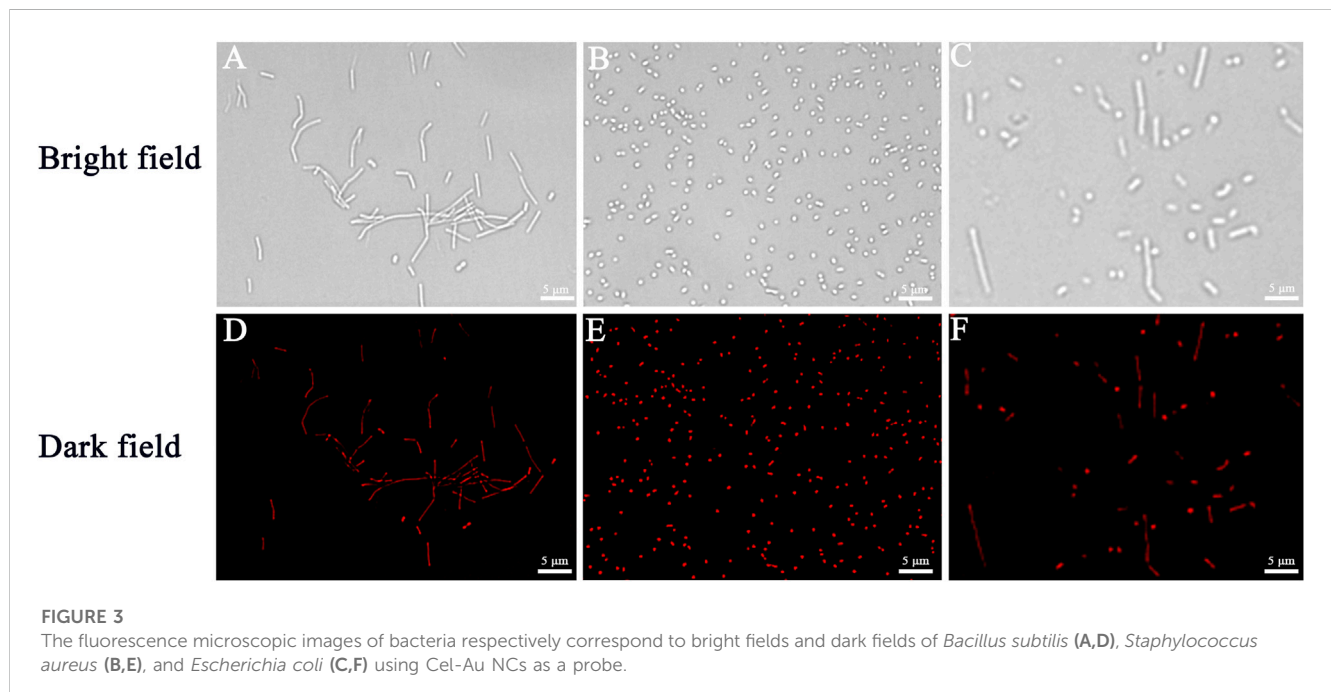 A
B
C
Bright field
5 μm
5 μm
5 μm
D
E
F
Dark field
5 μm
5 μm
5 μm
FIGURE 3
The fluorescence microscopic images of bacteria respectively correspond to bright fields and dark fields of Bacillus subtilis (A,D), Staphylococcus
aureus (B,E), and Escherichia coli (C,F) using Cel-Au NCs as a probe.